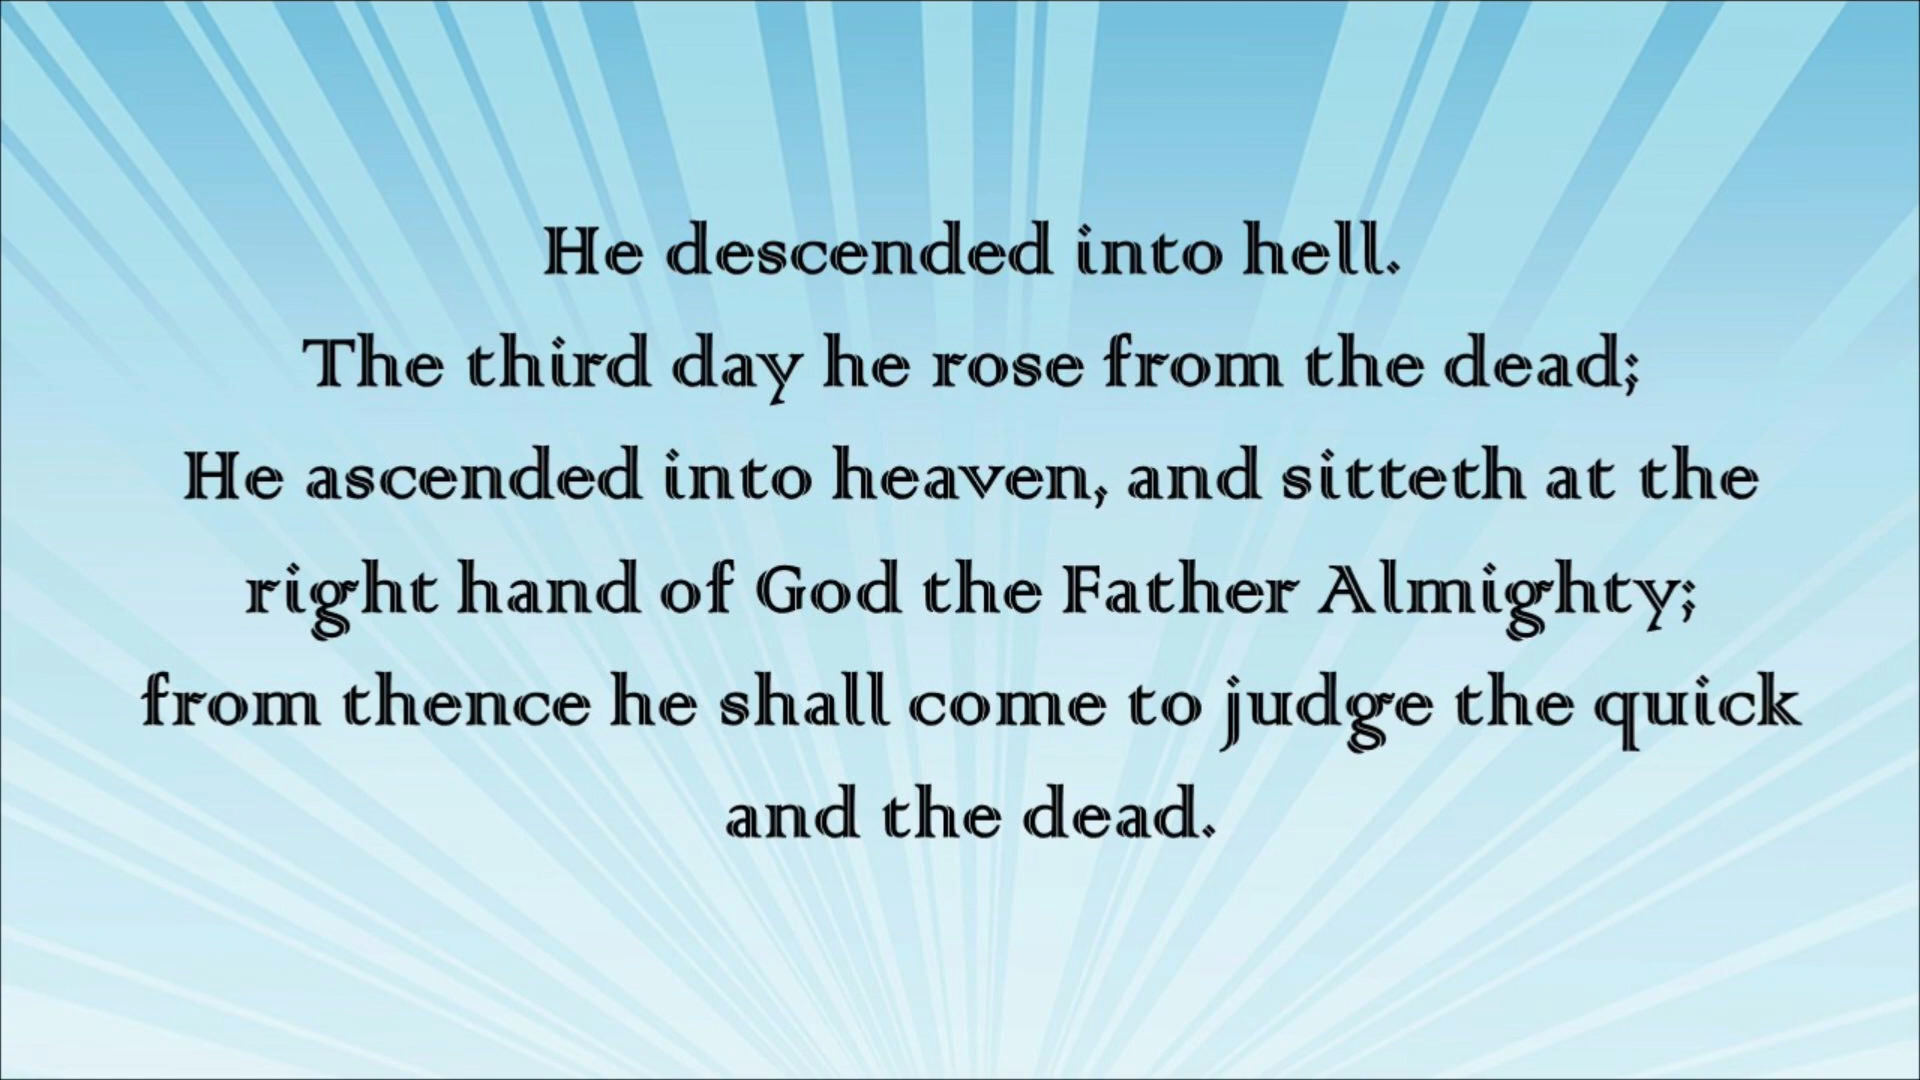 He descended into hell.
The third day he rose from the dead;
He ascended into heaven, and sitteth at the
right hand of God the Father Almighty;
from thence he shall come to judge the quick
and the dead.